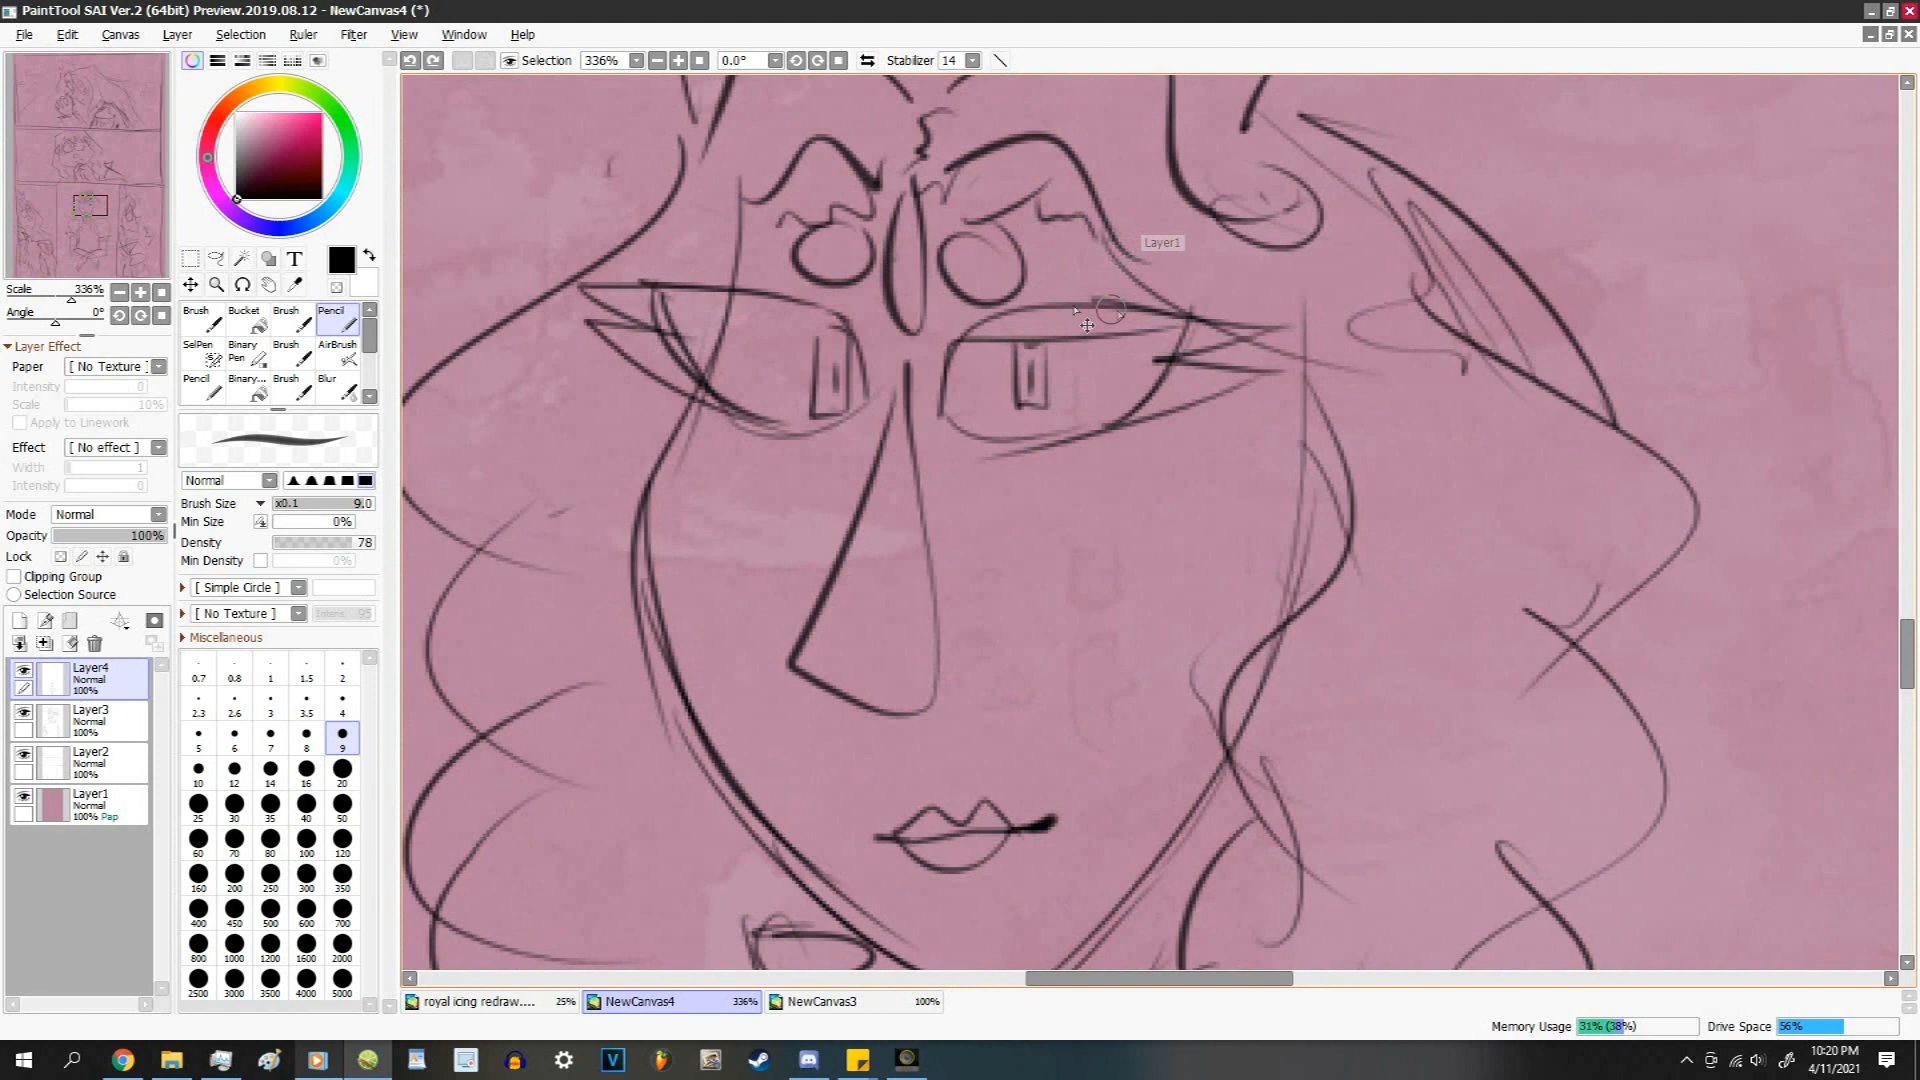 PaintTool SAI Ver.2 (64bit) Preview.2019.08.12 - NewCanvas4 (*)
File Edit Canvas Layer Selection Ruler Filter View Window Help
Selection 336% 0.0° Stabilizer 14
Scale 336%
Angle 0°
Layer Effect
Paper [ No Texture ]
Intensity 0
Scale 10%
Apply to Linework
Effect [ No effect ]
Width 1
Intensity 0
Mode Normal
Opacity 100%
Lock
Clipping Group
Selection Source
Layer4
Normal
100%
Layer3
Normal
100%
Layer2
Normal
100%
Layer1
Normal
100% Pap
T
Brush Bucket Brush Pencil
SelPen Binary Pen Brush AirBrush
Pencil Binary... Brush Blur
Normal
Brush Size x0.1 9.0
Min Size 0%
Density 78
Min Density 0%
[ Simple Circle ]
[ No Texture ] Intens. 95
Miscellaneous
0.7 0.8 1 1.5 2
2.3 2.6 3 3.5 4
5 6 7 8 9
10 12 14 16 20
25 30 35 40 50
60 70 80 100 120
160 200 250 300 350
400 450 500 600 700
800 1000 1200 1600 2000
2500 3000 3500 4000 5000
Layer1
royal icing redraw.... 25% NewCanvas4 336% NewCanvas3 100%
Memory Usage 31% (38%) Drive Space 56%
V
10:20 PM
4/11/2021